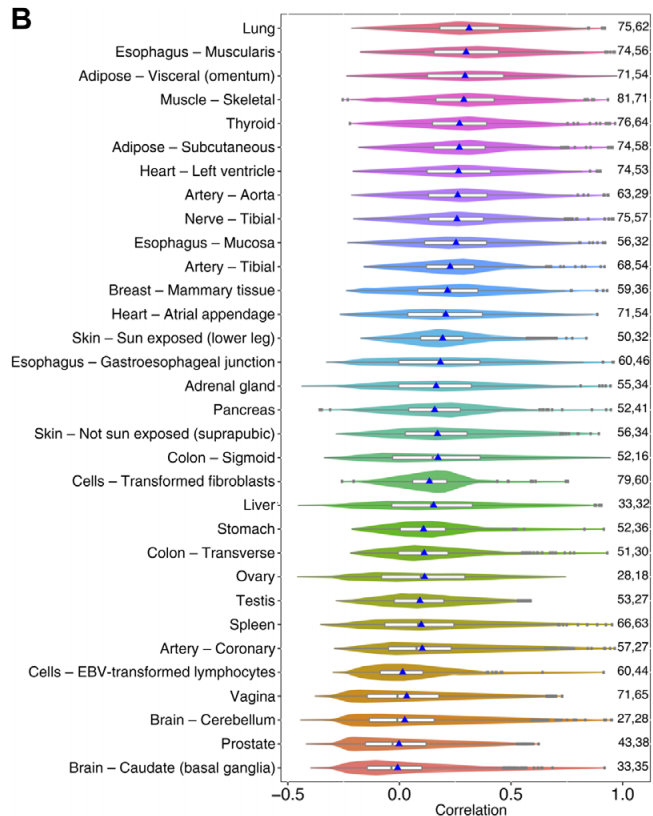 B
Lung 75,62
Esophagus – Muscularis 74,56
Adipose – Visceral (omentum) 71,54
Muscle – Skeletal 81,71
Thyroid 76,64
Adipose – Subcutaneous 74,58
Heart – Left ventricle 74,53
Artery – Aorta 63,29
Nerve – Tibial 75,57
Esophagus – Mucosa 56,32
Artery – Tibial 68,54
Breast – Mammary tissue 59,36
Heart – Atrial appendage 71,54
Skin – Sun exposed (lower leg) 50,32
Esophagus – Gastroesophageal junction 60,46
Adrenal gland 55,34
Pancreas 52,41
Skin – Not sun exposed (suprapubic) 56,34
Colon – Sigmoid 52,16
Cells – Transformed fibroblasts 79,60
Liver 33,32
Stomach 52,36
Colon – Transverse 51,30
Ovary 28,18
Testis 53,27
Spleen 66,63
Artery – Coronary 57,27
Cells – EBV-transformed lymphocytes 60,44
Vagina 71,65
Brain – Cerebellum 27,28
Prostate 43,38
Brain – Caudate (basal ganglia) 33,35
−0.5 0.0 0.5 1.0
Correlation